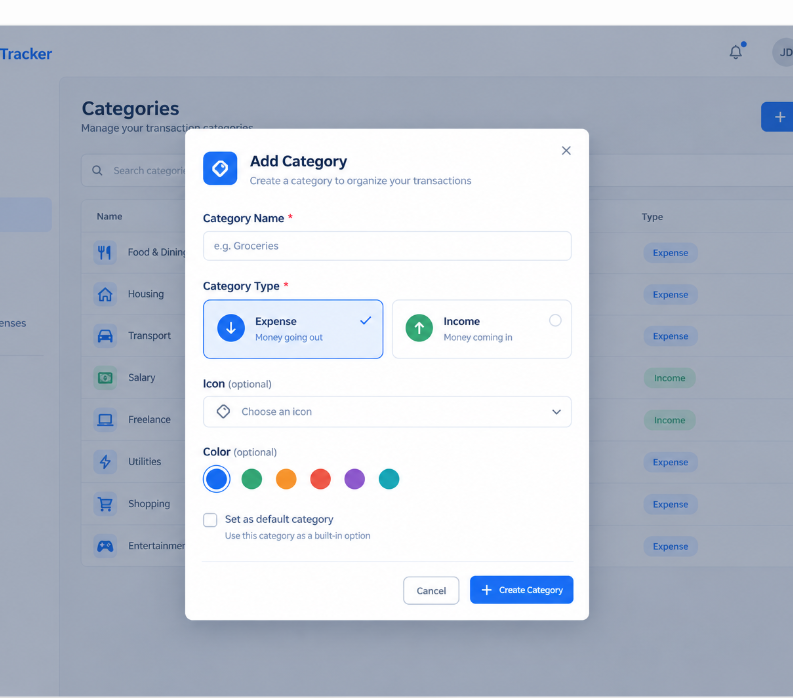 Tracker
JD
Categories
Manage your transaction categories
Search categorie
Name
Type
Food & Dining
Expense
Housing
Expense
enses
Transport
Expense
Salary
Income
Freelance
Income
Utilities
Expense
Shopping
Expense
Entertainmen
Expense
Add Category
Create a category to organize your transactions
Category Name *
e.g. Groceries
Category Type *
Expense
Money going out
Income
Money coming in
Icon (optional)
Choose an icon
Color (optional)
Set as default category
Use this category as a built-in option
Cancel
Create Category